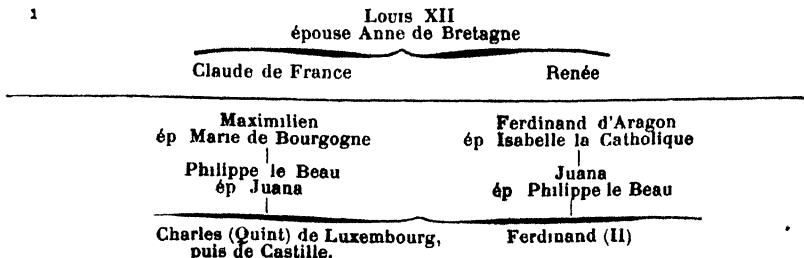 1
Louis XII
épouse Anne de Bretagne
Claude de France Renée
Maximilien Ferdinand d'Aragon
ép Marie de Bourgogne ép Isabelle la Catholique
Philippe le Beau Juana
ép Juana ép Philippe le Beau
Charles (Quint) de Luxembourg, Ferdinand (II)
puis de Castille.